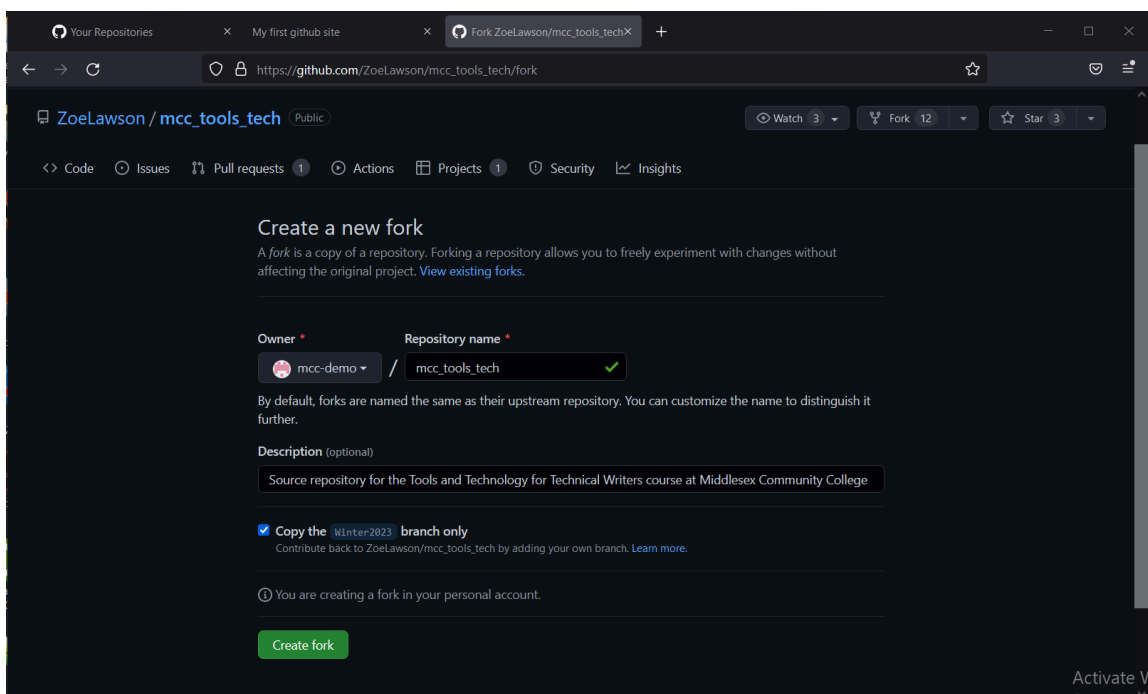 Your Repositories
My first github site
Fork ZoeLawson/mcc_tools_tech
https://github.com/ZoeLawson/mcc_tools_tech/fork
ZoeLawson / mcc_tools_tech Public
Watch 3
Fork 12
Star 3
Code
Issues
Pull requests 1
Actions
Projects 1
Security
Insights
Create a new fork
A fork is a copy of a repository. Forking a repository allows you to freely experiment with changes without
affecting the original project. View existing forks.
Owner *
Repository name *
mcc-demo / mcc_tools_tech
By default, forks are named the same as their upstream repository. You can customize the name to distinguish it
further.
Description (optional)
Source repository for the Tools and Technology for Technical Writers course at Middlesex Community College
Copy the Winter2023 branch only
Contribute back to ZoeLawson/mcc_tools_tech by adding your own branch. Learn more.
You are creating a fork in your personal account.
Create fork
Activate